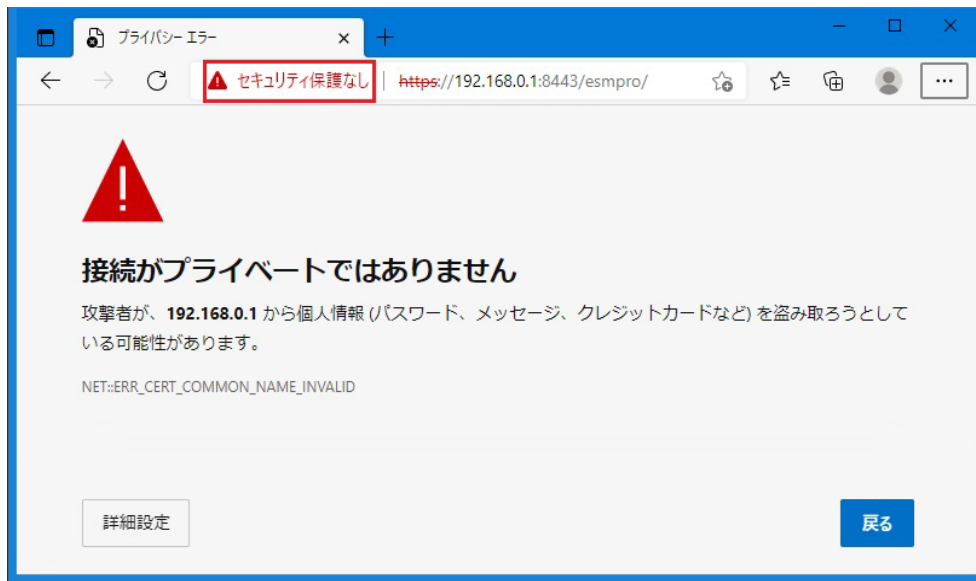 プライバシー エラー
セキュリティ保護なし https://192.168.0.1:8443/esmpro/
接続がプライベートではありません
攻撃者が、192.168.0.1 から個人情報 (パスワード、メッセージ、クレジットカードなど) を盗み取ろうとして
いる可能性があります。
NET::ERR_CERT_COMMON_NAME_INVALID
詳細設定
戻る